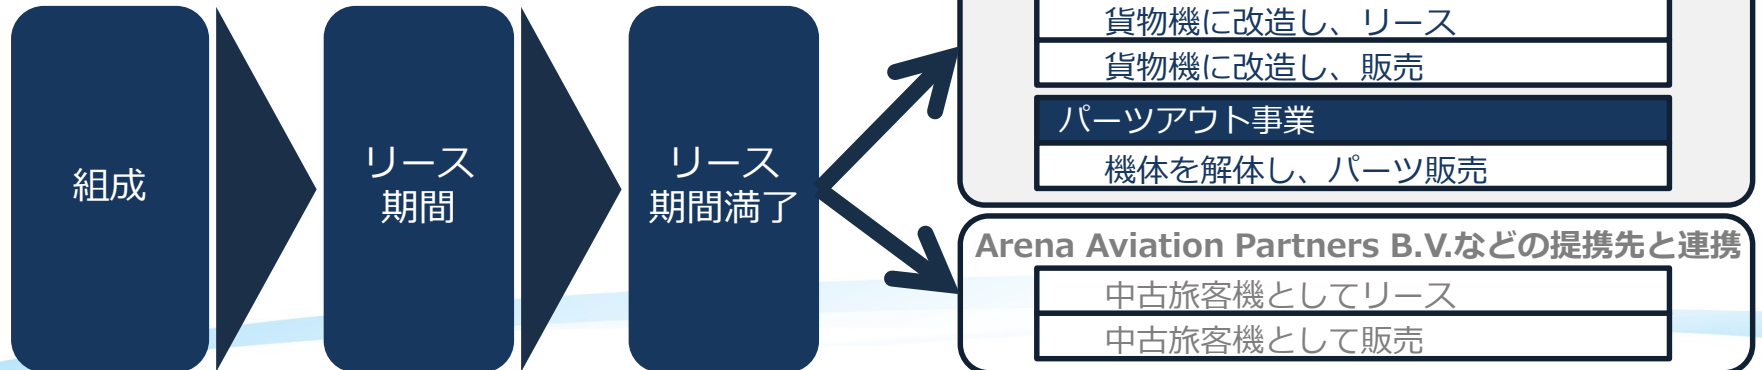 組成
リース
期間
リース
期間満了
貨物機に改造し、リース
貨物機に改造し、販売
パーツアウト事業
機体を解体し、パーツ販売
Arena Aviation Partners B.V.などの提携先と連携
中古旅客機としてリース
中古旅客機として販売